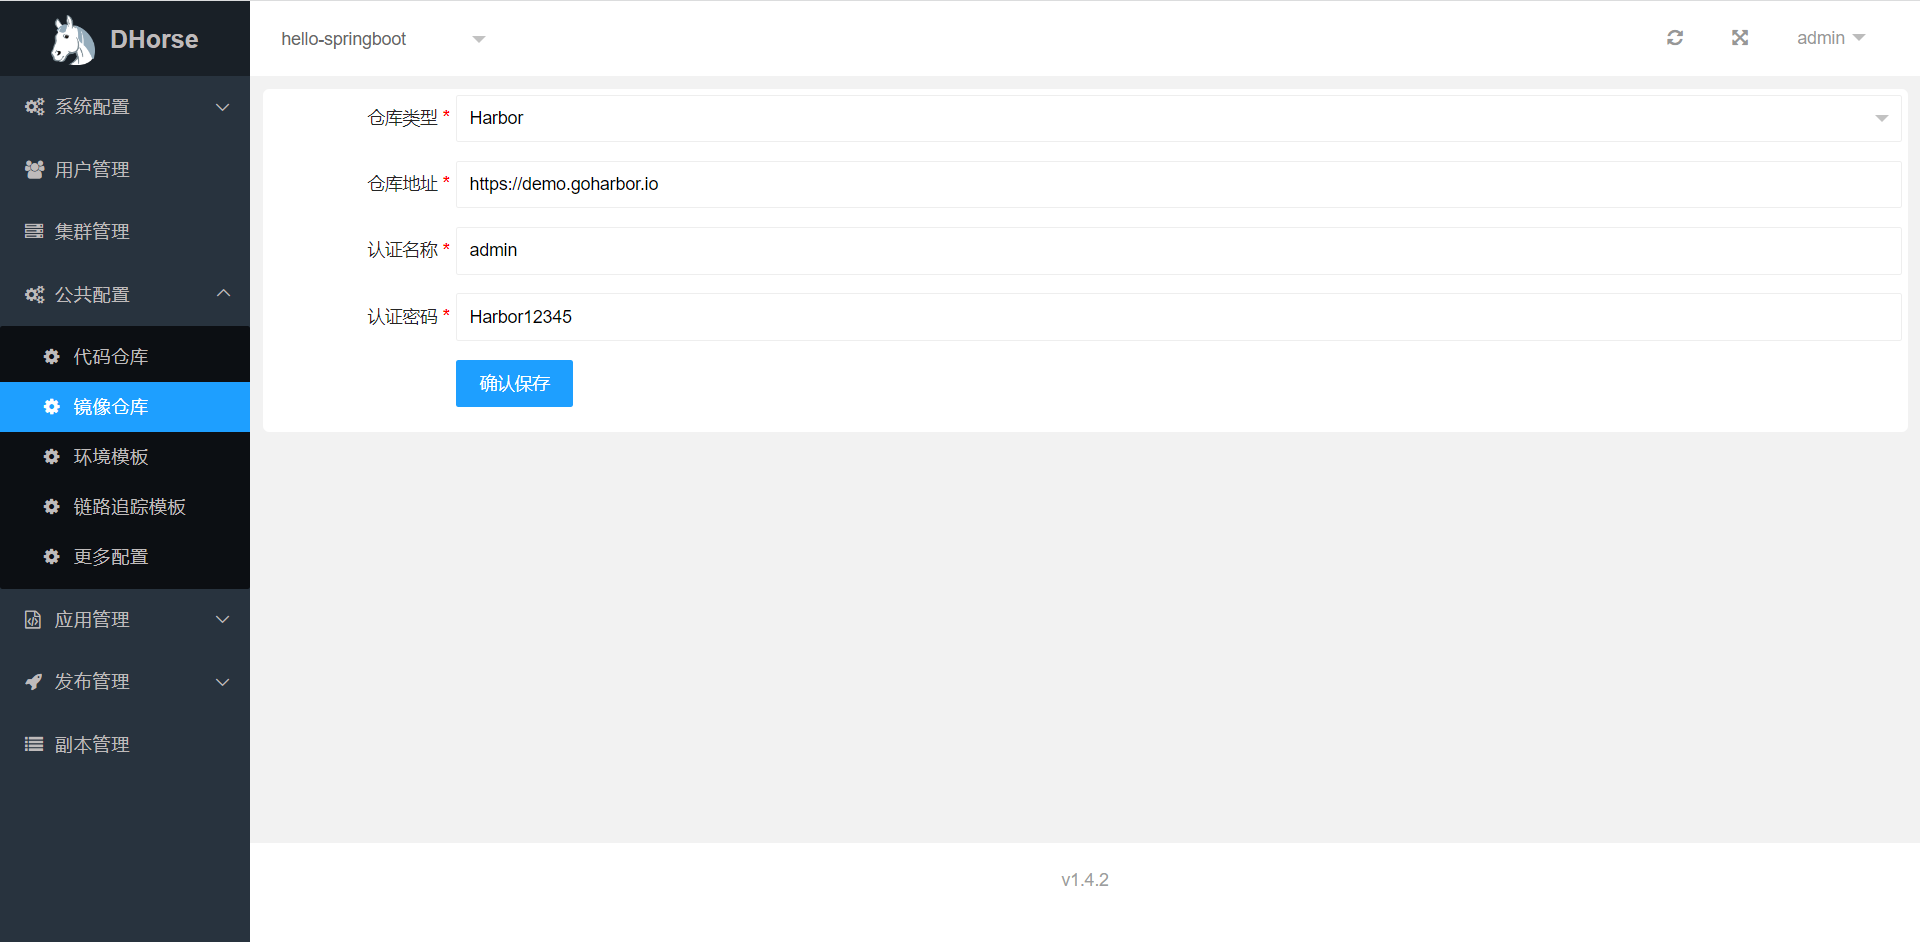 DHorse
hello-springboot
admin
系统配置
用户管理
集群管理
公共配置
代码仓库
镜像仓库
环境模板
链路追踪模板
更多配置
应用管理
发布管理
副本管理
仓库类型 * Harbor
仓库地址 * https://demo.goharbor.io
认证名称 * admin
认证密码 * Harbor12345
确认保存
v1.4.2